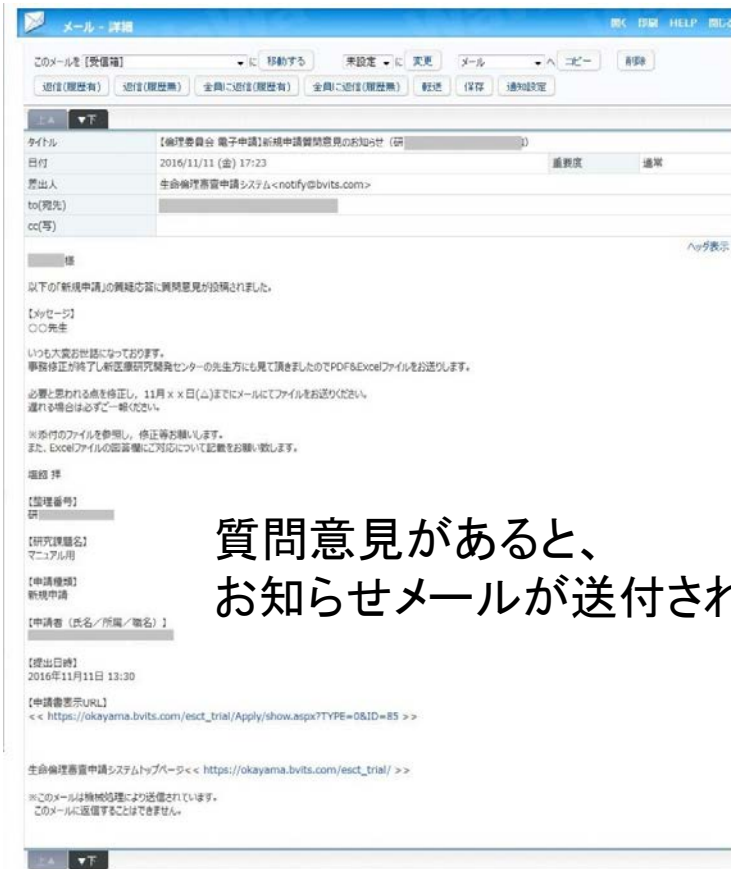 メール - 詳細
開く 印刷 HELP 閉じる
このメールを [受信箱] に 移動する 未設定 に 変更 メール へ コピー 削除
返信(履歴有) 返信(履歴無) 全員に返信(履歴有) 全員に返信(履歴無) 転送 保存 通知設定
上▲ ▼下
タイトル 【倫理委員会 電子申請】新規申請質問意見のお知らせ（研
日付 2016/11/11 (金) 17:23 重要度 通常
差出人 生命倫理審査申請システム<notify@bvits.com>
to(宛先)
cc(写)
ヘッダ表示
様
以下の「新規申請」の質疑応答に質問意見が投稿されました。
【メッセージ】
〇〇先生
いつも大変お世話になっております。
事務修正が終了し新医療研究開発センターの先生方にも見て頂きましたのでPDF&Excelファイルをお送りします。
必要と思われる点を修正し，11月ｘｘ日(△)までにメールにてファイルをお送りください。
遅れる場合は必ずご一報ください。
※添付のファイルを参照し，修正等お願いします。
また，Excelファイルの回答欄にご対応について記載をお願い致します。
拝
【整理番号】
研
【研究課題名】
マニュアル用
【申請種類】
新規申請
【申請者（氏名／所属／職名）】
【提出日時】
2016年11月11日 13:30
【申請書表示URL】
<< https://okayama.bvits.com/esct_trial/Apply/show.aspx?TYPE=0&ID=85 >>
質問意見があると、
お知らせメールが送付され
生命倫理審査申請システムトップページ<< https://okayama.bvits.com/esct_trial/ >>
※このメールは機械処理により送信されています。
このメールに返信することはできません。
上▲ ▼下